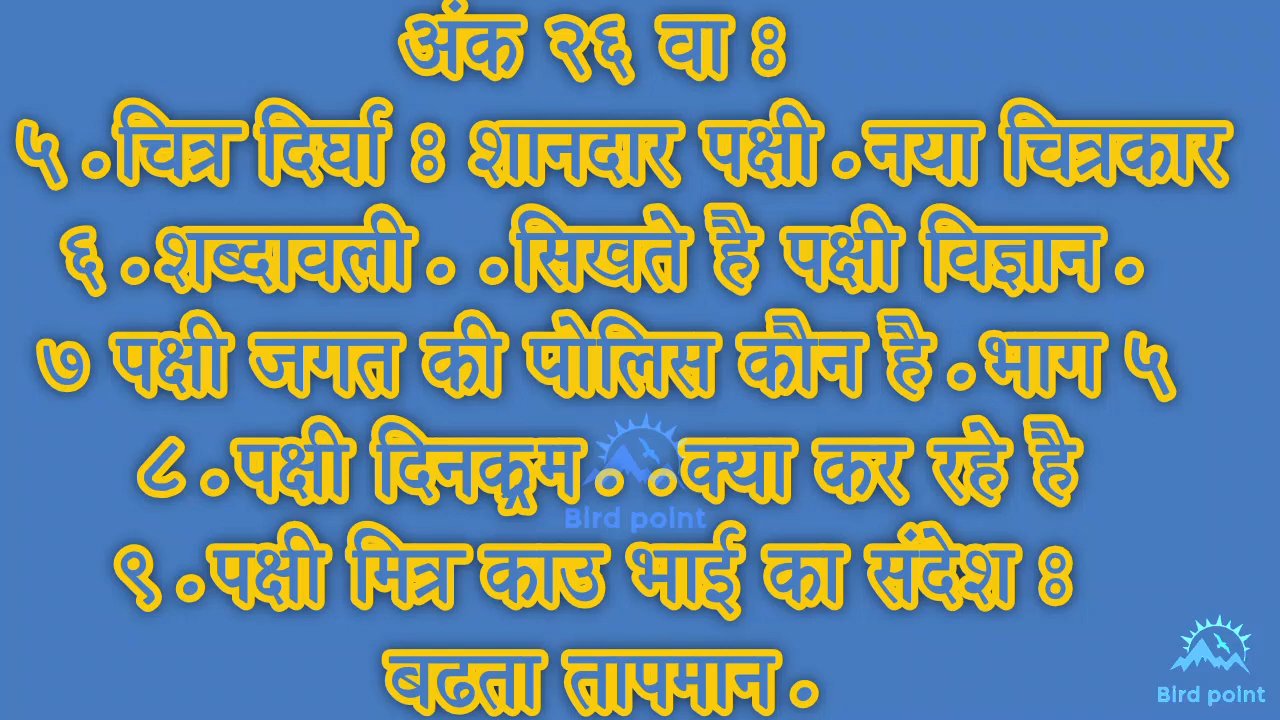 अंक २६ वा ः
५ .चित्र दिर्घा ः शानदार पक्षी .नया चित्रकार
६ .शब्दावली . .सिखते है पक्षी विज्ञान .
७ पक्षी जगत की पोलिस कौन है .भाग ५
८ .पक्षी दिनक्रूम . .क्या कर रहे है
Bird point
९ .पक्षी मित्र काउ भाई का संदेश ः
बढता तापमान .
Bird point